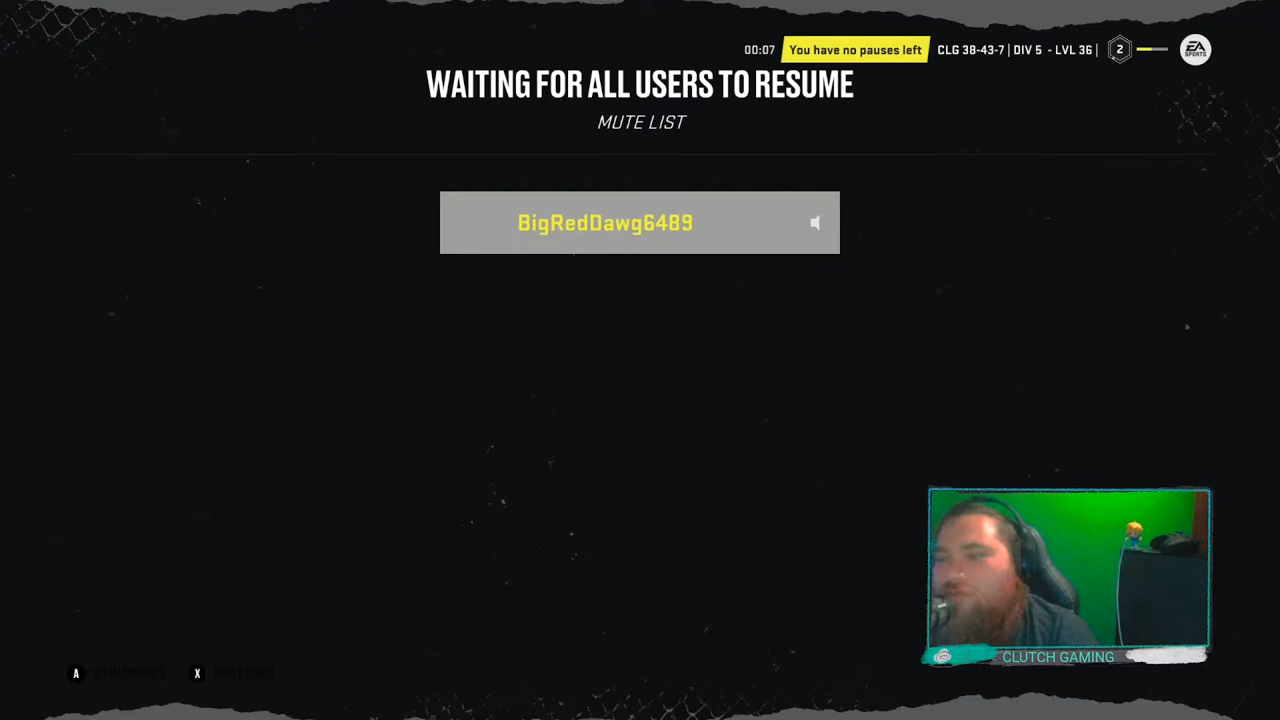 00:07 You have no pauses left CLG 38-43-7 | DIV 5 - LVL 36 | 2 EA SPORTS
WAITING FOR ALL USERS TO RESUME
MUTE LIST
BigRedDawg6489
CLUTCH GAMING
A X